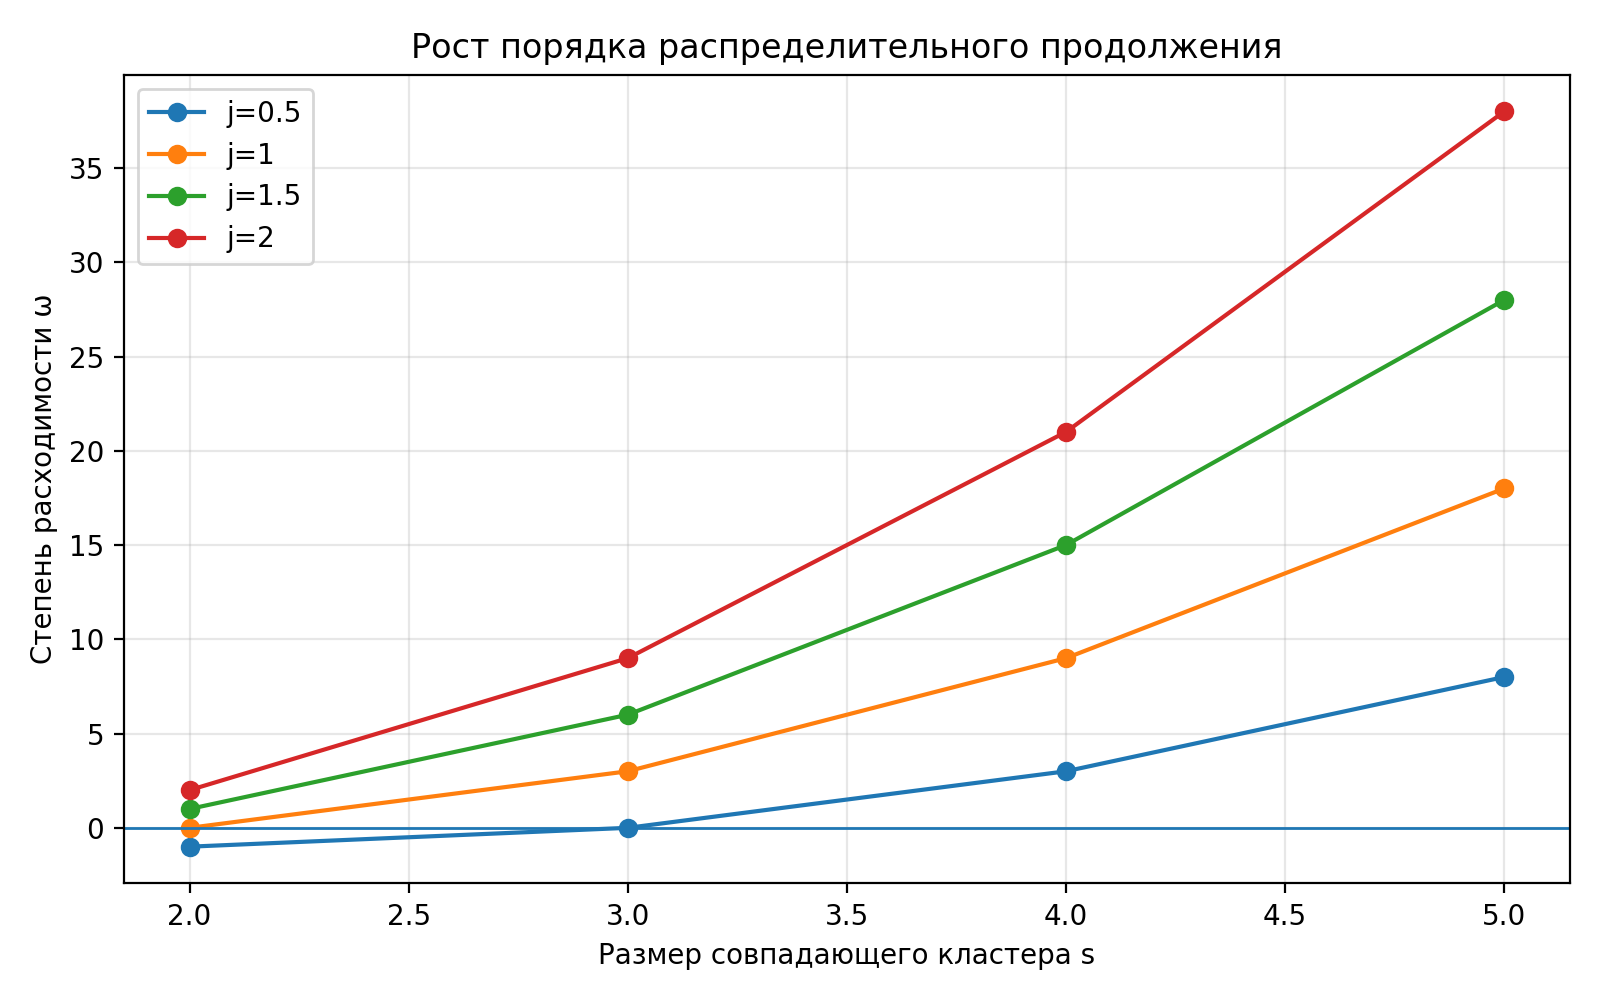 Рост порядка распределительного продолжения
j=0.5
j=1
j=1.5
j=2
Степень расходимости ω
35
30
25
20
15
10
5
0
2.0 2.5 3.0 3.5 4.0 4.5 5.0
Размер совпадающего кластера s